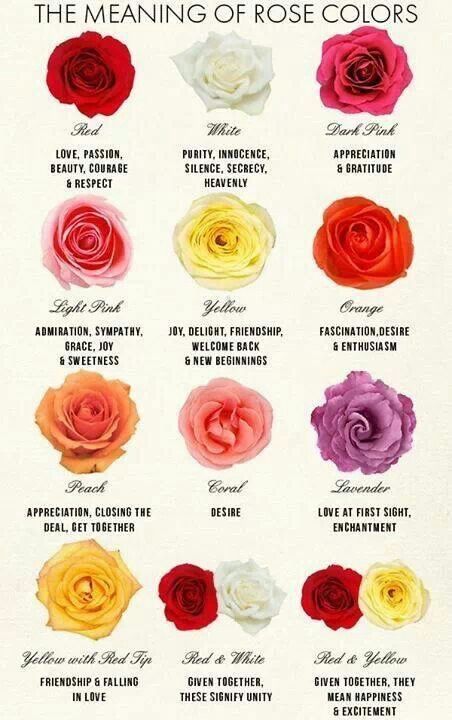 THE MEANING OF ROSE COLORS
Red
LOVE, PASSION,
BEAUTY, COURAGE
& RESPECT
White
PURITY, INNOCENCE,
SILENCE, SECRECY,
HEAVENLY
Dark Pink
APPRECIATION
& GRATITUDE
Light Pink
ADMIRATION, SYMPATHY,
GRACE, JOY
& SWEETNESS
Yellow
JOY, DELIGHT, FRIENDSHIP,
WELCOME BACK
& NEW BEGINNINGS
Orange
FASCINATION,DESIRE
& ENTHUSIASM
Peach
APPRECIATION, CLOSING THE
DEAL, GET TOGETHER
Coral
DESIRE
Lavender
LOVE AT FIRST SIGHT,
ENCHANTMENT
Yellow with Red Tip
FRIENDSHIP & FALLING
IN LOVE
Red & White
GIVEN TOGETHER,
THESE SIGNIFY UNITY
Red & Yellow
GIVEN TOGETHER, THEY
MEAN HAPPINESS
& EXCITEMENT